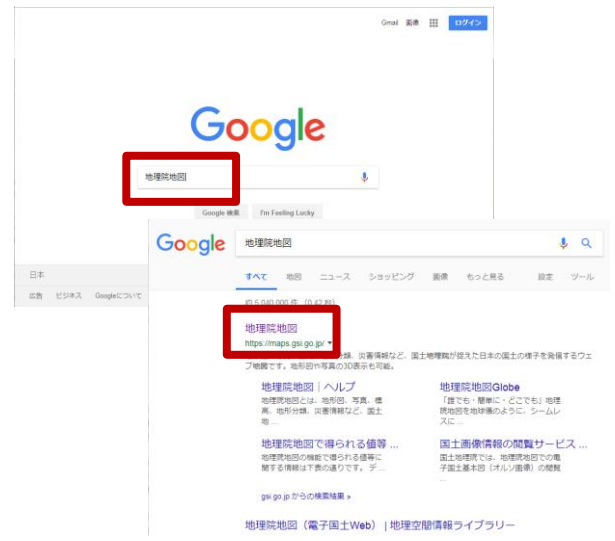 Gmail 画像 ログイン
Google
地理院地図
Google 検索 I'm Feeling Lucky
日本
広告 ビジネス Googleについて
Google 地理院地図
すべて 地図 ニュース ショッピング 画像 もっと見る 設定 ツール
約 5,040,000 件 (0.42 秒)
地理院地図
https://maps.gsi.go.jp/
分類、災害情報など、国土地理院が捉えた日本の国土の様子を発信するウェ
ブ地図です。地形図や写真の3D表示も可能。
地理院地図 | ヘルプ
地理院地図とは、地形図、写真、標
高、地形分類、災害情報など、国土
地 ...
地理院地図Globe
「誰でも・簡単に・どこでも」地理
院地図を地球儀のように、シームレ
スに ...
地理院地図で得られる値等 ...
地理院地図の機能で得られる値等に
関する情報は下表の通りです。 デ ...
国土画像情報の閲覧サービス ...
国土地理院では、地理院地図での電
子国土基本図（オルソ画像）の閲覧
...
gsi.go.jp からの検索結果 »
地理院地図（電子国土Web） | 地理空間情報ライブラリー